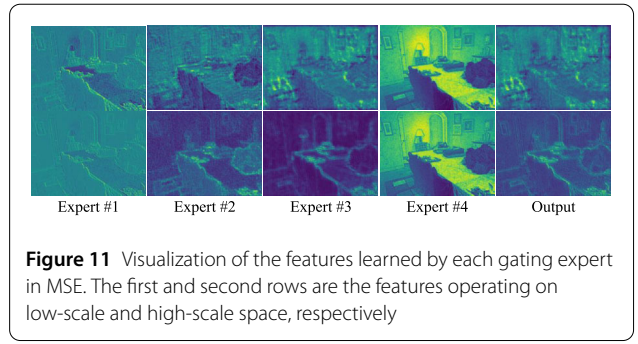 Expert #1 Expert #2 Expert #3 Expert #4 Output
Figure 11 Visualization of the features learned by each gating expert
in MSE. The first and second rows are the features operating on
low-scale and high-scale space, respectively